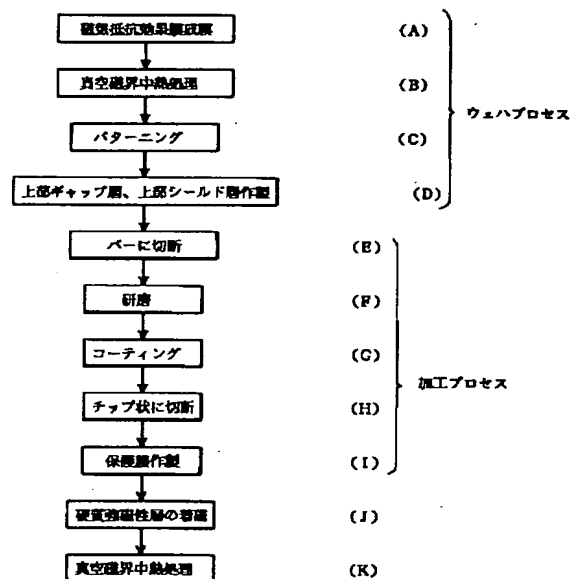 磁気抵抗効果膜成膜 (A)
真空磁界中熱処理 (B)
ウェハプロセス
パターニング (C)
上部ギャップ層、上部シールド層作製 (D)
バーに切断 (E)
研磨 (F)
コーティング (G)
加工プロセス
チップ状に切断 (H)
保護膜作製 (I)
硬質強磁性層の着磁 (J)
真空磁界中熱処理 (K)